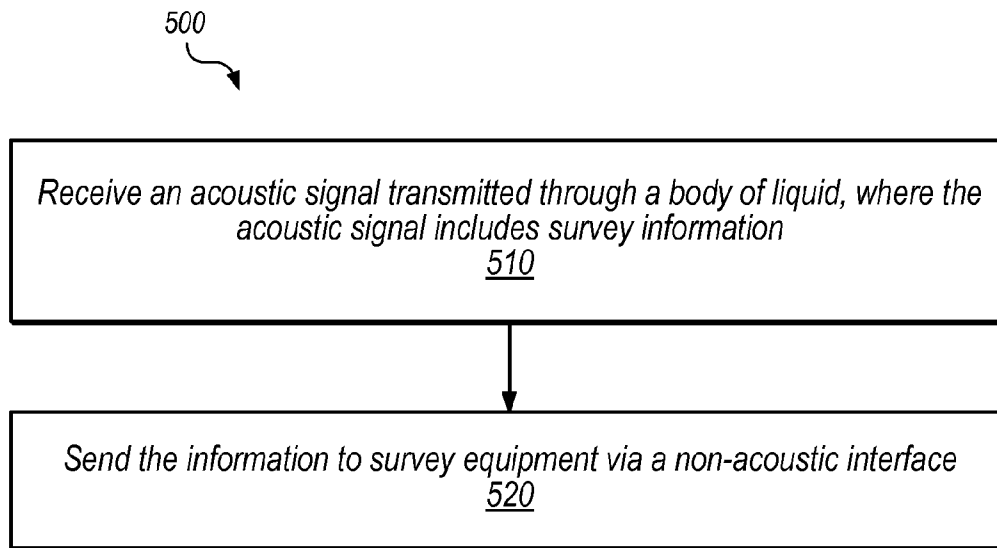 500
Receive an acoustic signal transmitted through a body of liquid, where the
acoustic signal includes survey information
510
Send the information to survey equipment via a non-acoustic interface
520